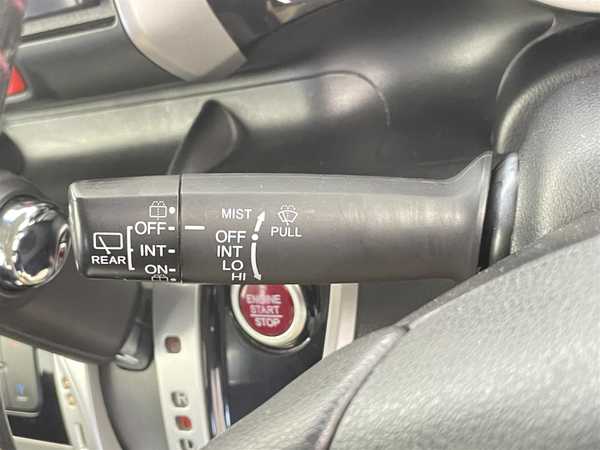 MIST
OFF
PULL
OFF
INT
INT
REAR
LO
ON
HI
ENGINE
START
STOP
R